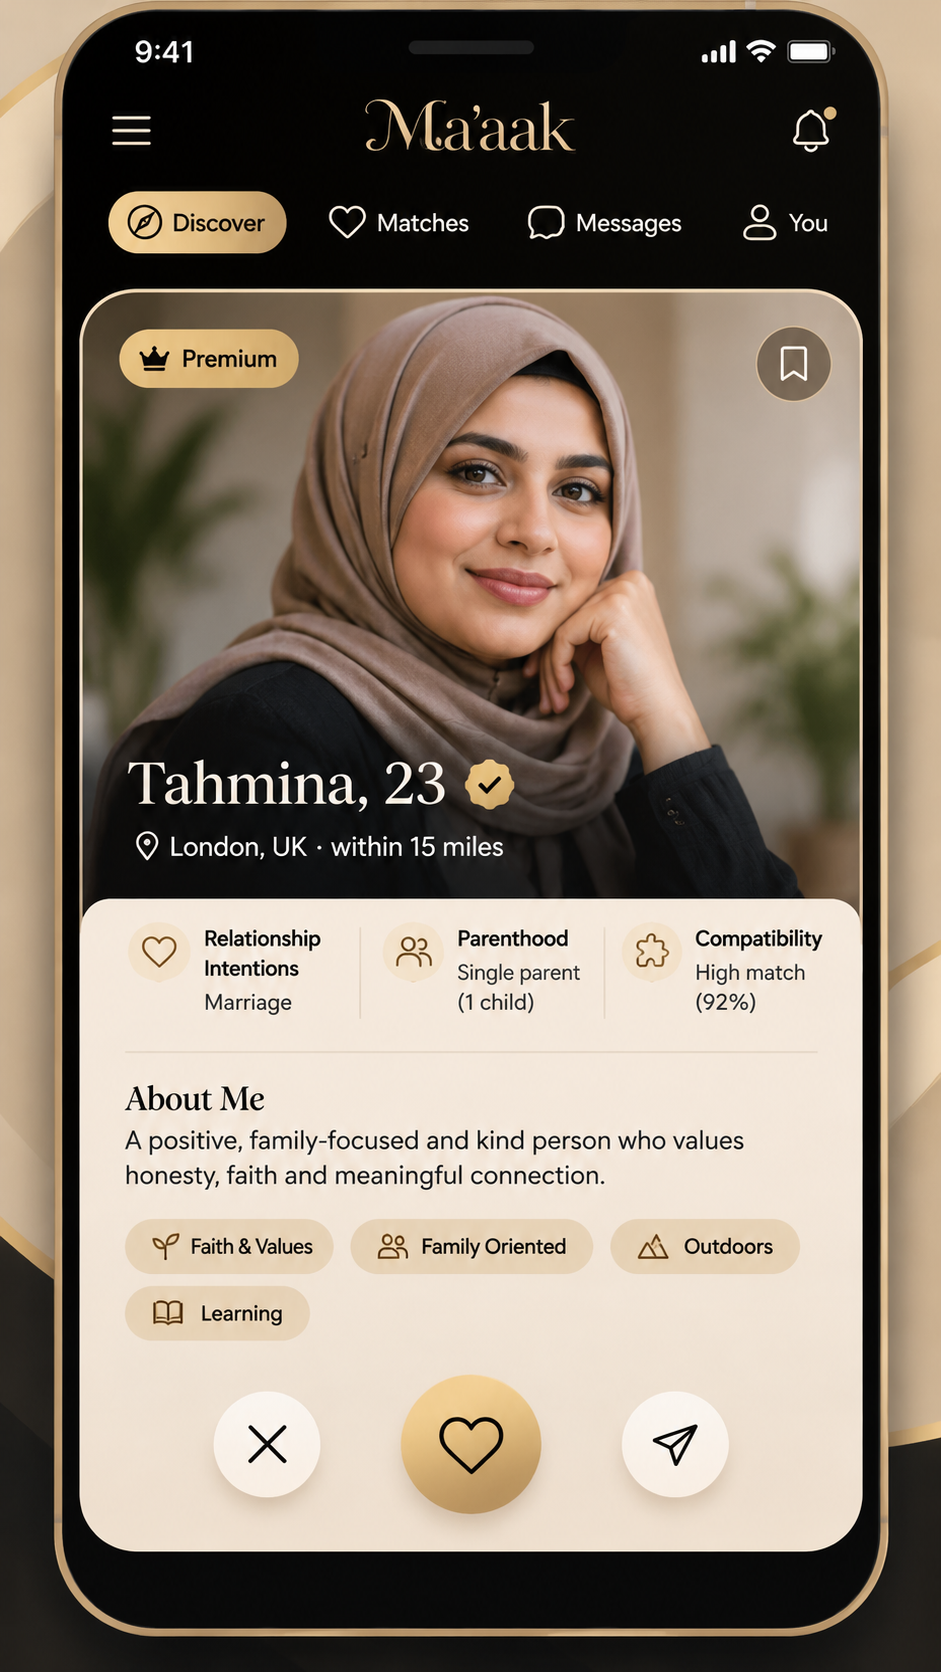 9:41
Ma'aak
Discover
Matches
Messages
You
Premium
Tahmina, 23
London, UK · within 15 miles
Relationship
Intentions
Marriage
Parenthood
Single parent
(1 child)
Compatibility
High match
(92%)
About Me
A positive, family-focused and kind person who values
honesty, faith and meaningful connection.
Faith & Values
Family Oriented
Outdoors
Learning